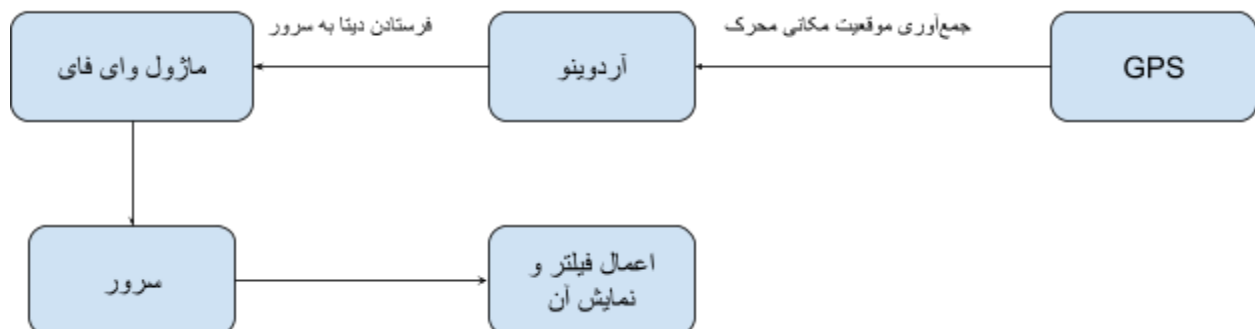 GPS
جمع‌آوری موقعیت مکانی محرک
آردوینو
فرستادن دیتا به سرور
ماژول وای فای
سرور
اعمال فیلتر و
نمایش آن